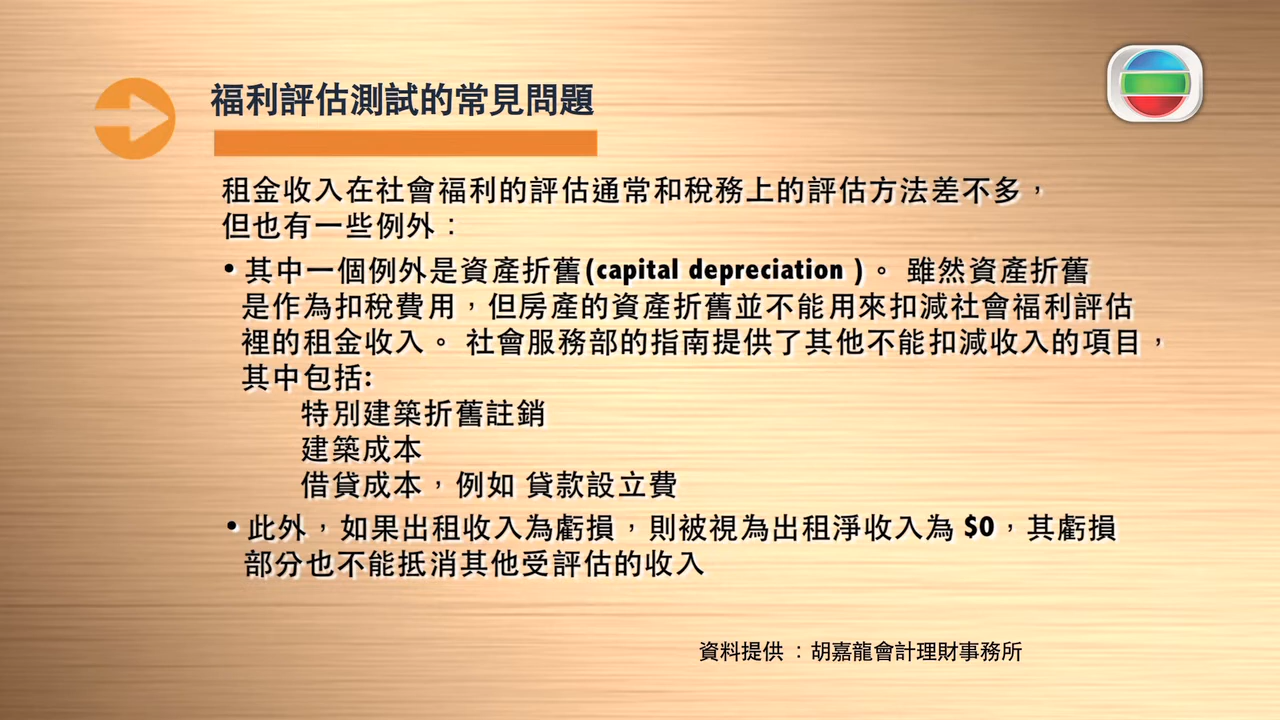 福利評估測試的常見問題
租金收入在社會福利的評估通常和稅務上的評估方法差不多，
但也有一些例外：
• 其中一個例外是資產折舊(capital depreciation )。 雖然資產折舊
是作為扣稅費用，但房產的資產折舊並不能用來扣減社會福利評估
裡的租金收入。 社會服務部的指南提供了其他不能扣減收入的項目，
其中包括:
特別建築折舊註銷
建築成本
借貸成本，例如 貸款設立費
• 此外，如果出租收入為虧損，則被視為出租淨收入為 $0，其虧損
部分也不能抵消其他受評估的收入
資料提供 ：胡嘉龍會計理財事務所